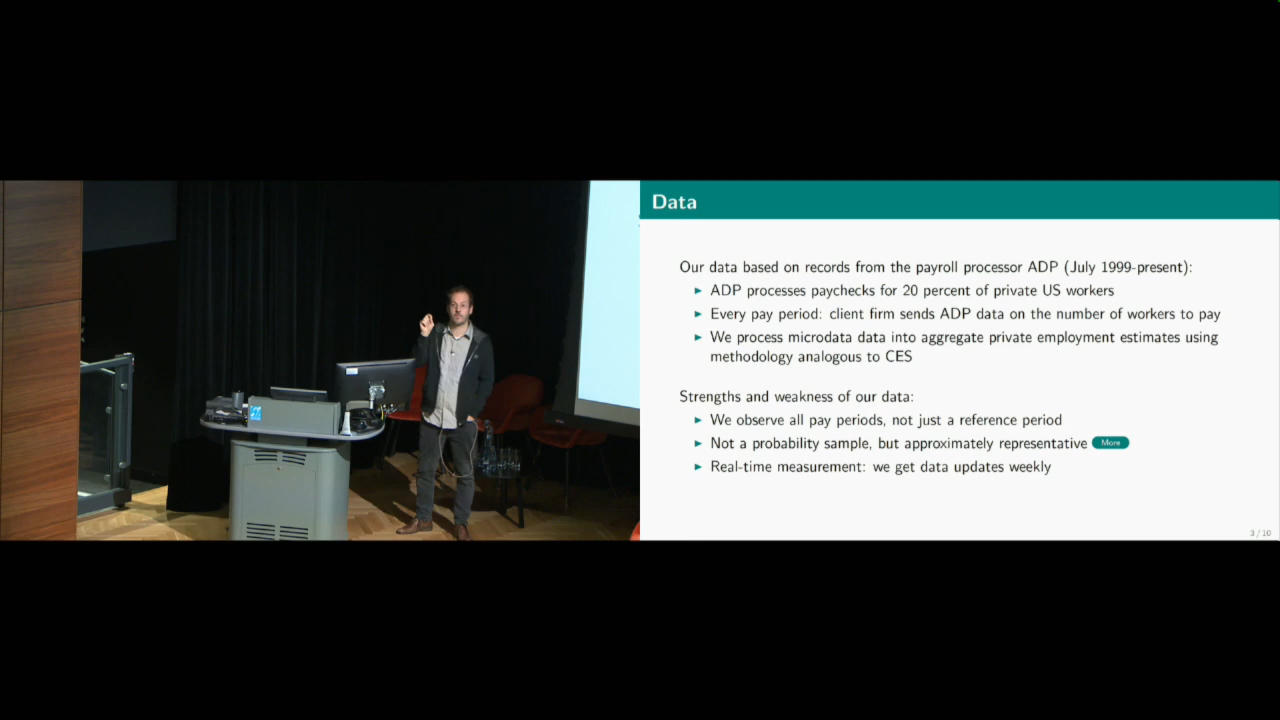 Data
Our data based on records from the payroll processor ADP (July 1999-present):
ADP processes paychecks for 20 percent of private US workers
Every pay period: client firm sends ADP data on the number of workers to pay
We process microdata data into aggregate private employment estimates using
methodology analogous to CES
Strengths and weakness of our data:
We observe all pay periods, not just a reference period
Not a probability sample, but approximately representative More
Real-time measurement: we get data updates weekly
3 / 10